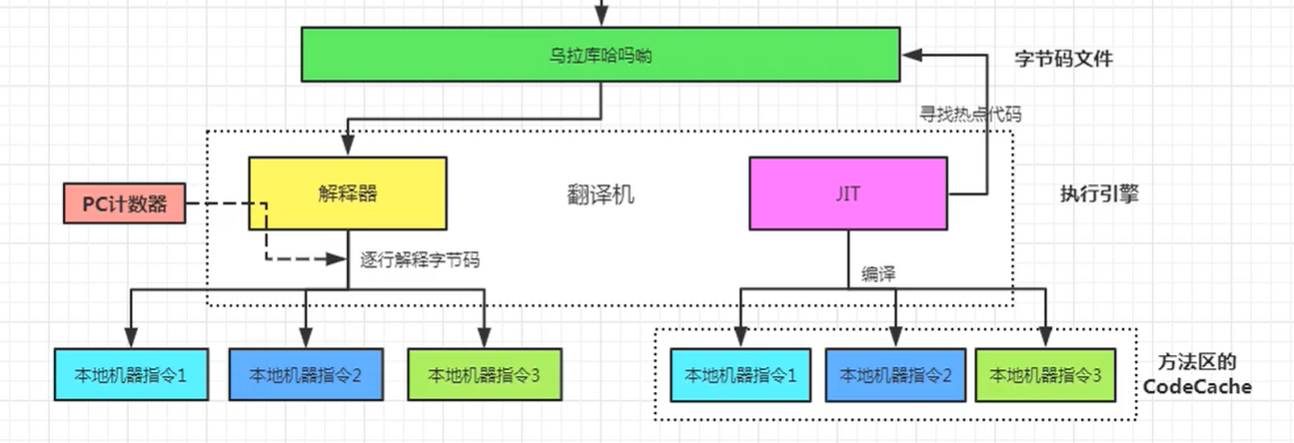 乌拉库哈吗哟
字节码文件
寻找热点代码
PC计数器
解释器
翻译机
JIT
执行引擎
逐行解释字节码
编译
本地机器指令1
本地机器指令2
本地机器指令3
本地机器指令1
本地机器指令2
本地机器指令3
方法区的
CodeCache